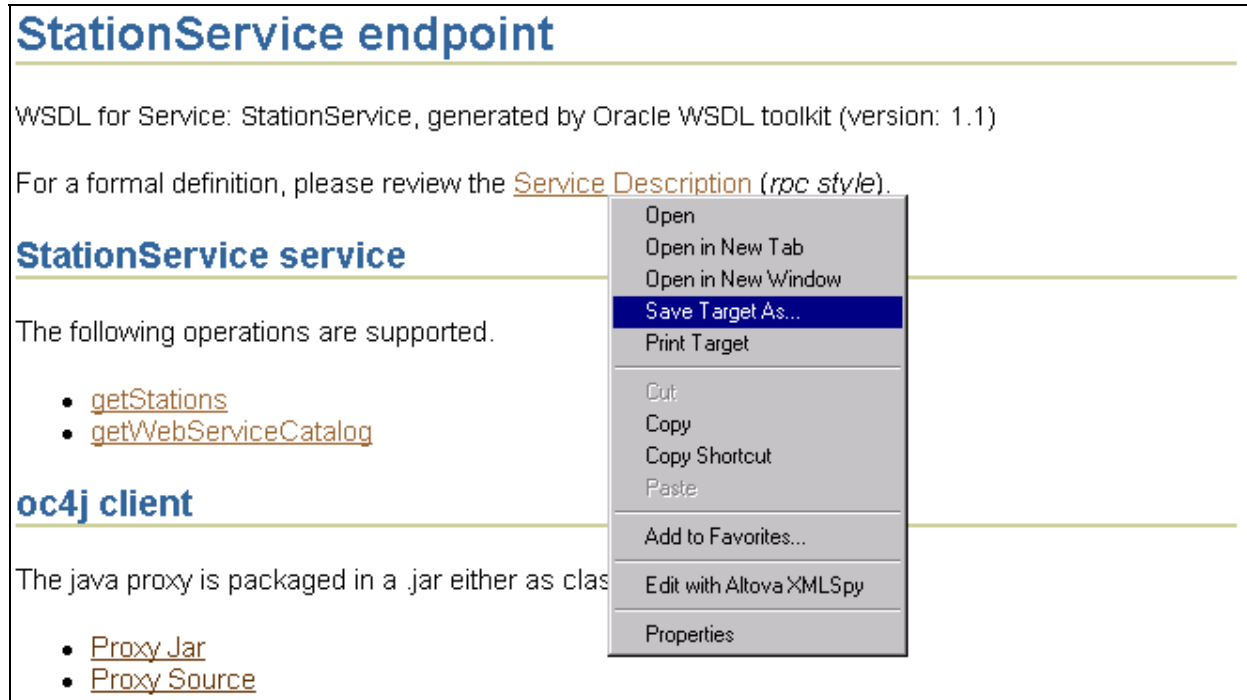 StationService endpoint
WSDL for Service: StationService, generated by Oracle WSDL toolkit (version: 1.1)
For a formal definition, please review the Service Description (rpc style).
StationService service
The following operations are supported.
getStations
getWebServiceCatalog
oc4j client
The java proxy is packaged in a .jar either as clas
Proxy Jar
Proxy Source
Open
Open in New Tab
Open in New Window
Save Target As...
Print Target
Cut
Copy
Copy Shortcut
Paste
Add to Favorites...
Edit with Altova XMLSpy
Properties